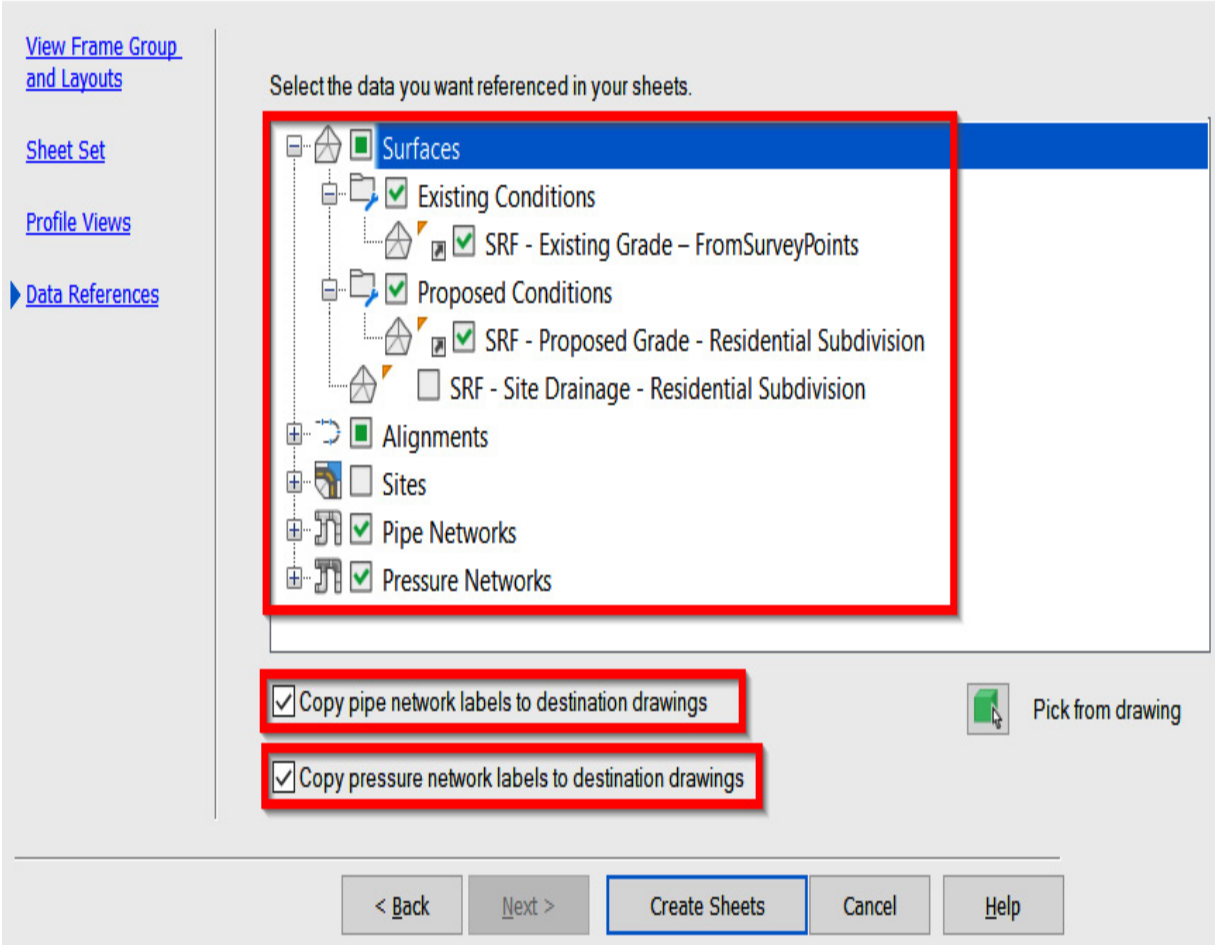 View Frame Group
and Layouts
Sheet Set
Profile Views
Data References
Select the data you want referenced in your sheets.
Surfaces
Existing Conditions
SRF - Existing Grade – FromSurveyPoints
Proposed Conditions
SRF - Proposed Grade - Residential Subdivision
SRF - Site Drainage - Residential Subdivision
Alignments
Sites
Pipe Networks
Pressure Networks
Copy pipe network labels to destination drawings
Pick from drawing
Copy pressure network labels to destination drawings
< Back
Next >
Create Sheets
Cancel
Help